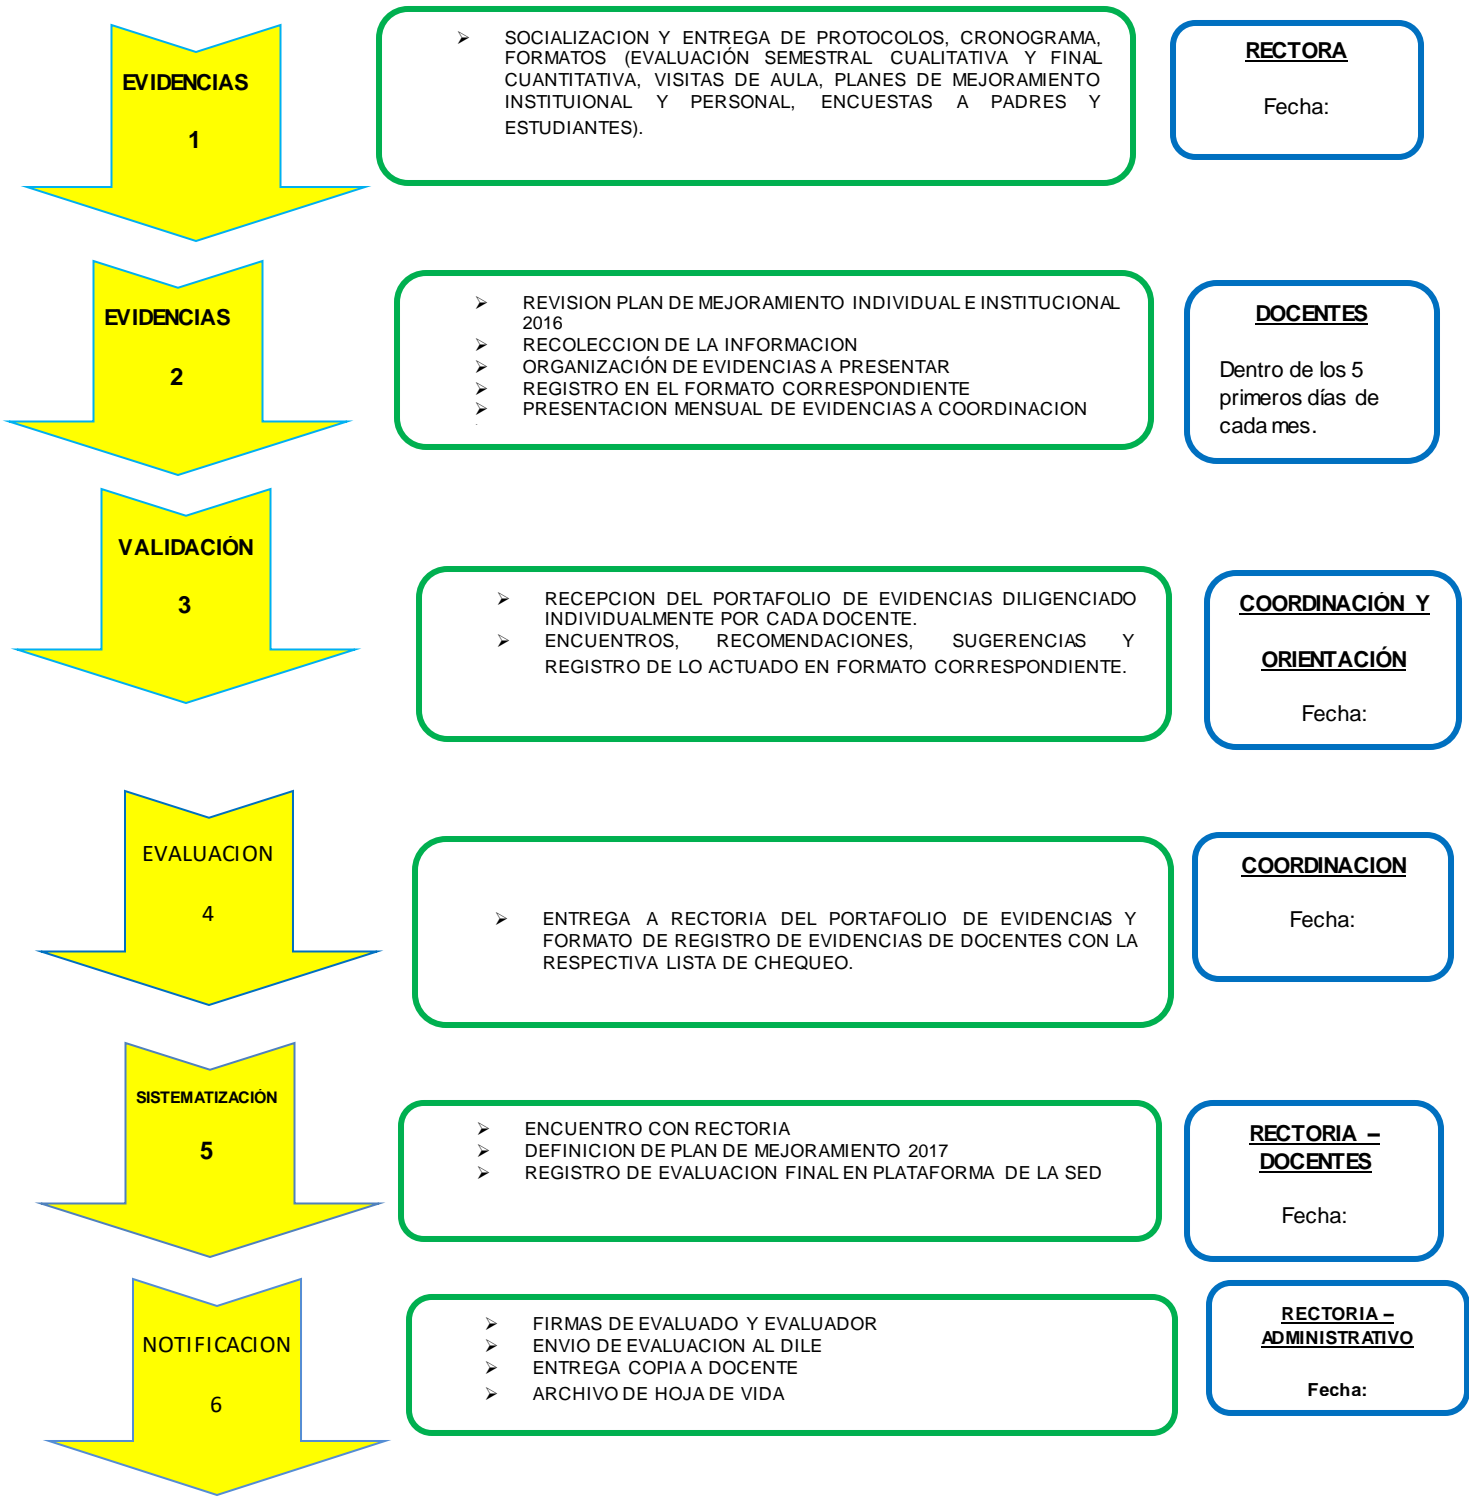 EVIDENCIAS
1
➢ SOCIALIZACION Y ENTREGA DE PROTOCOLOS, CRONOGRAMA,
FORMATOS (EVALUACIÓN SEMESTRAL CUALITATIVA Y FINAL
CUANTITATIVA, VISITAS DE AULA, PLANES DE MEJORAMIENTO
INSTITUIONAL Y PERSONAL, ENCUESTAS A PADRES Y
ESTUDIANTES).
RECTORA
Fecha:
EVIDENCIAS
2
➢ REVISION PLAN DE MEJORAMIENTO INDIVIDUAL E INSTITUCIONAL
2016
➢ RECOLECCION DE LA INFORMACION
➢ ORGANIZACIÓN DE EVIDENCIAS A PRESENTAR
➢ REGISTRO EN EL FORMATO CORRESPONDIENTE
➢ PRESENTACION MENSUAL DE EVIDENCIAS A COORDINACION
.
DOCENTES
Dentro de los 5
primeros días de
cada mes.
VALIDACIÓN
3
➢ RECEPCION DEL PORTAFOLIO DE EVIDENCIAS DILIGENCIADO
INDIVIDUALMENTE POR CADA DOCENTE.
➢ ENCUENTROS, RECOMENDACIONES, SUGERENCIAS Y
REGISTRO DE LO ACTUADO EN FORMATO CORRESPONDIENTE.
COORDINACIÓN Y
ORIENTACIÓN
Fecha:
EVALUACION
4
➢ ENTREGA A RECTORIA DEL PORTAFOLIO DE EVIDENCIAS Y
FORMATO DE REGISTRO DE EVIDENCIAS DE DOCENTES CON LA
RESPECTIVA LISTA DE CHEQUEO.
COORDINACION
Fecha:
SISTEMATIZACIÓN
5
➢ ENCUENTRO CON RECTORIA
➢ DEFINICION DE PLAN DE MEJORAMIENTO 2017
➢ REGISTRO DE EVALUACION FINAL EN PLATAFORMA DE LA SED
RECTORIA –
DOCENTES
Fecha:
NOTIFICACION
6
➢ FIRMAS DE EVALUADO Y EVALUADOR
➢ ENVIO DE EVALUACION AL DILE
➢ ENTREGA COPIA A DOCENTE
➢ ARCHIVO DE HOJA DE VIDA
RECTORIA –
ADMINISTRATIVO
Fecha: